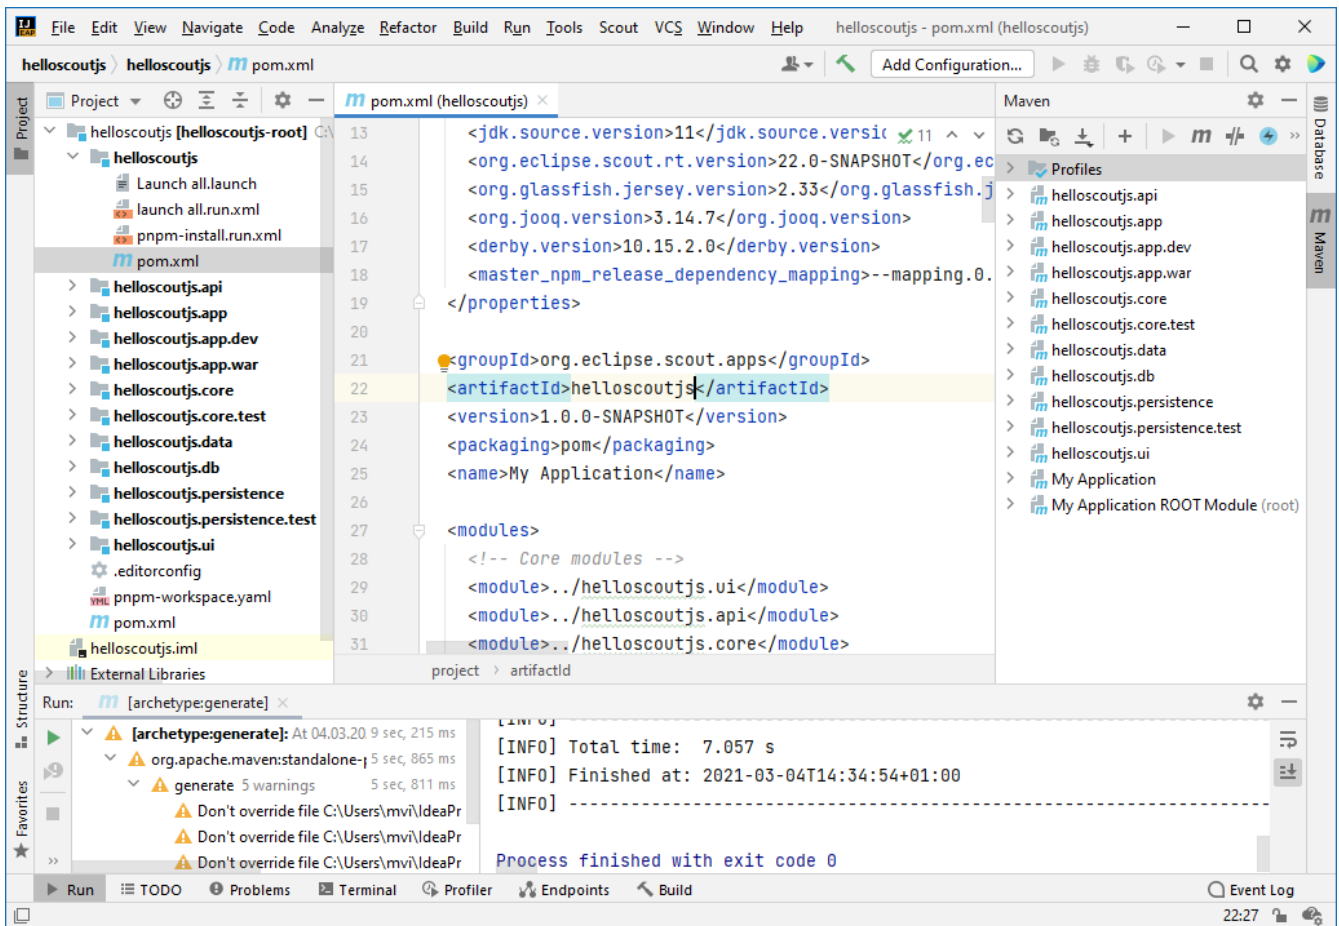 File Edit View Navigate Code Analyze Refactor Build Run Tools Scout VCS Window Help helloscoutjs - pom.xml (helloscoutjs)
helloscoutjs helloscoutjs pom.xml Add Configuration...
Project
Project
helloscoutjs [helloscoutjs-root]
helloscoutjs
Launch all.launch
launch all.run.xml
pnpm-install.run.xml
pom.xml
helloscoutjs.api
helloscoutjs.app
helloscoutjs.app.dev
helloscoutjs.app.war
helloscoutjs.core
helloscoutjs.core.test
helloscoutjs.data
helloscoutjs.db
helloscoutjs.persistence
helloscoutjs.persistence.test
helloscoutjs.ui
.editorconfig
pnpm-workspace.yaml
pom.xml
helloscoutjs.iml
External Libraries
pom.xml (helloscoutjs)
11
13 <jdk.source.version>11</jdk.source.versic
14 <org.eclipse.scout.rt.version>22.0-SNAPSHOT</org.ec
15 <org.glassfish.jersey.version>2.33</org.glassfish.j
16 <org.jooq.version>3.14.7</org.jooq.version>
17 <derby.version>10.15.2.0</derby.version>
18 <master_npm_release_dependency_mapping>--mapping.0.
19 </properties>
20
21 <groupId>org.eclipse.scout.apps</groupId>
22 <artifactId>helloscoutjs</artifactId>
23 <version>1.0.0-SNAPSHOT</version>
24 <packaging>pom</packaging>
25 <name>My Application</name>
26
27 <modules>
28 <!-- Core modules -->
29 <module>../helloscoutjs.ui</module>
30 <module>../helloscoutjs.api</module>
31 <module>../helloscoutjs.core</module>
project artifactId
Maven
Profiles
helloscoutjs.api
helloscoutjs.app
helloscoutjs.app.dev
helloscoutjs.app.war
helloscoutjs.core
helloscoutjs.core.test
helloscoutjs.data
helloscoutjs.db
helloscoutjs.persistence
helloscoutjs.persistence.test
helloscoutjs.ui
My Application
My Application ROOT Module (root)
Database
Maven
Structure
Favorites
Run: [archetype:generate]
[archetype:generate]: At 04.03.20 9 sec, 215 ms
org.apache.maven:standalone-p 5 sec, 865 ms
generate 5 warnings 5 sec, 811 ms
Don't override file C:\Users\mvi\IdeaPr
Don't override file C:\Users\mvi\IdeaPr
Don't override file C:\Users\mvi\IdeaPr
[INFO] ------------------------------------------------------------------
[INFO] Total time: 7.057 s
[INFO] Finished at: 2021-03-04T14:34:54+01:00
[INFO] ------------------------------------------------------------------
Process finished with exit code 0
Run TODO Problems Terminal Profiler Endpoints Build Event Log
22:27